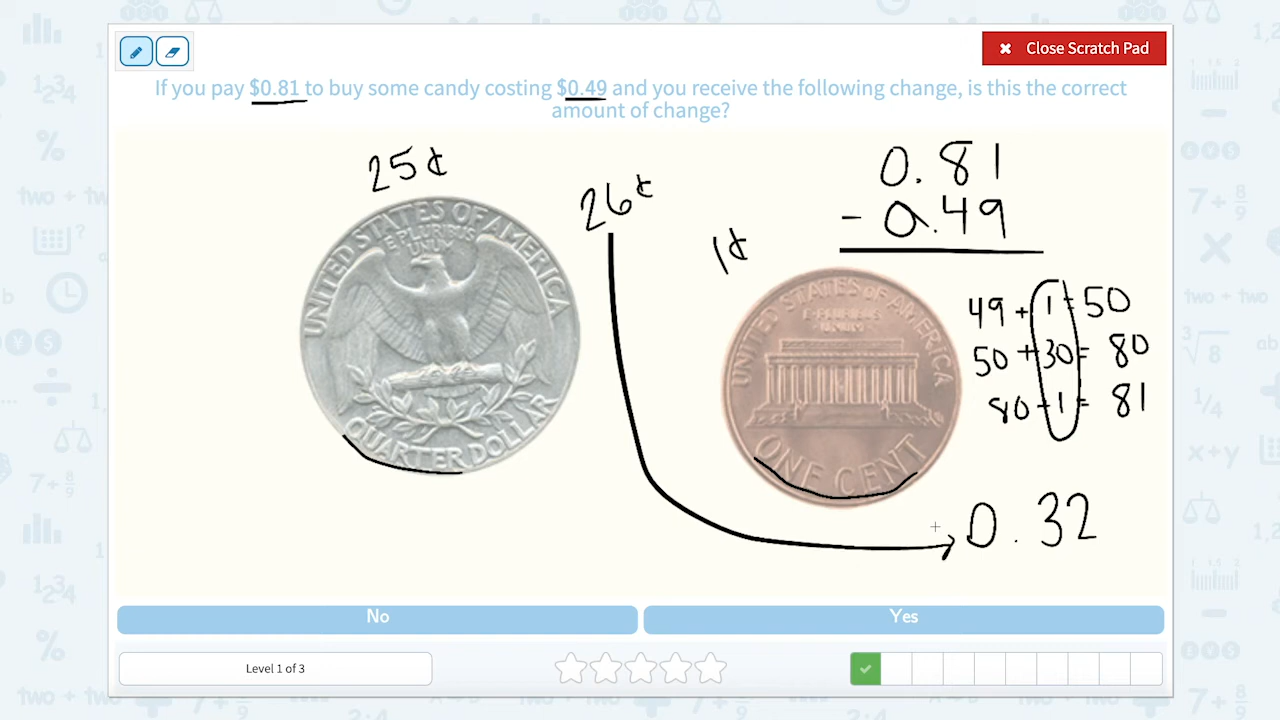 Close Scratch Pad
If you pay $0.81 to buy some candy costing $0.49 and you receive the following change, is this the correct
amount of change?
25¢
26¢
1¢
0.81
- 0.49
49 + 1 = 50
50 + 30 = 80
80 + 1 = 81
0.32
UNITED STATES OF AMERICA
E PLURIBUS
UNUM
QUARTER DOLLAR
UNITED STATES OF AMERICA
E PLURIBUS
UNUM
ONE CENT
No
Yes
Level 1 of 3